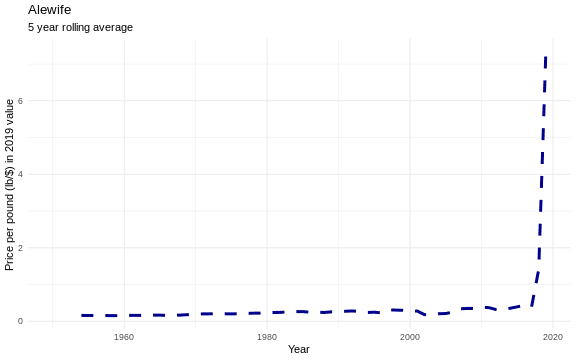 Alewife
5 year rolling average
Price per pound (lb/$) in 2019 value
6
4
2
0
1960
1980
2000
2020
Year